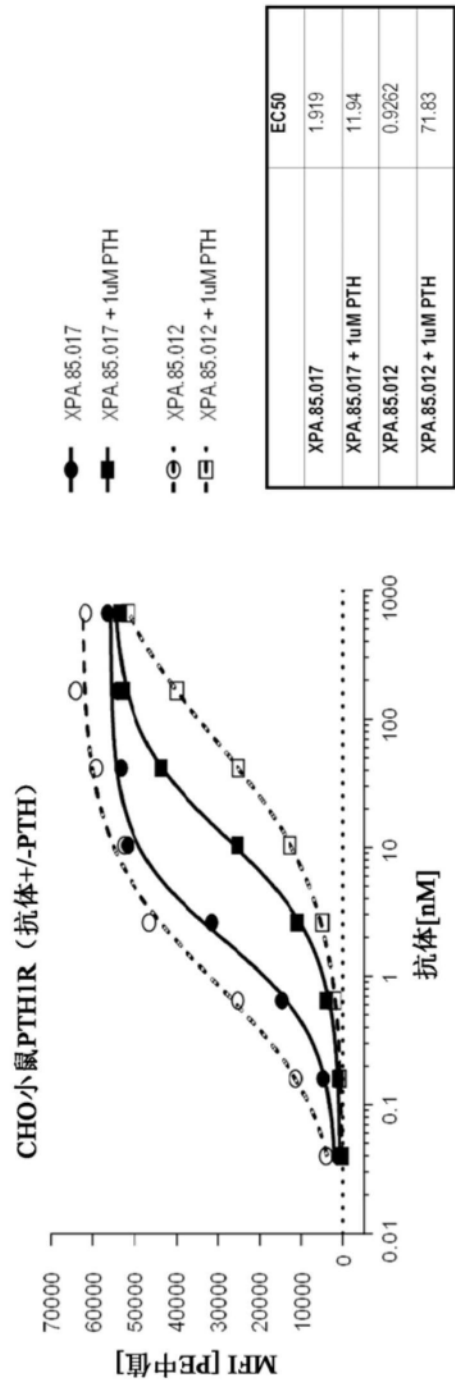 CHO小鼠PTH1R（抗体+/-PTH）
MFI [PE中值]
70000
60000
50000
40000
30000
20000
10000
0
0.01
0.1
1
10
100
1000
抗体[nM]
XPA.85.017
XPA.85.017 + 1uM PTH
XPA.85.012
XPA.85.012 + 1uM PTH
EC50
XPA.85.017 1.919
XPA.85.017 + 1uM PTH 11.94
XPA.85.012 0.9262
XPA.85.012 + 1uM PTH 71.83